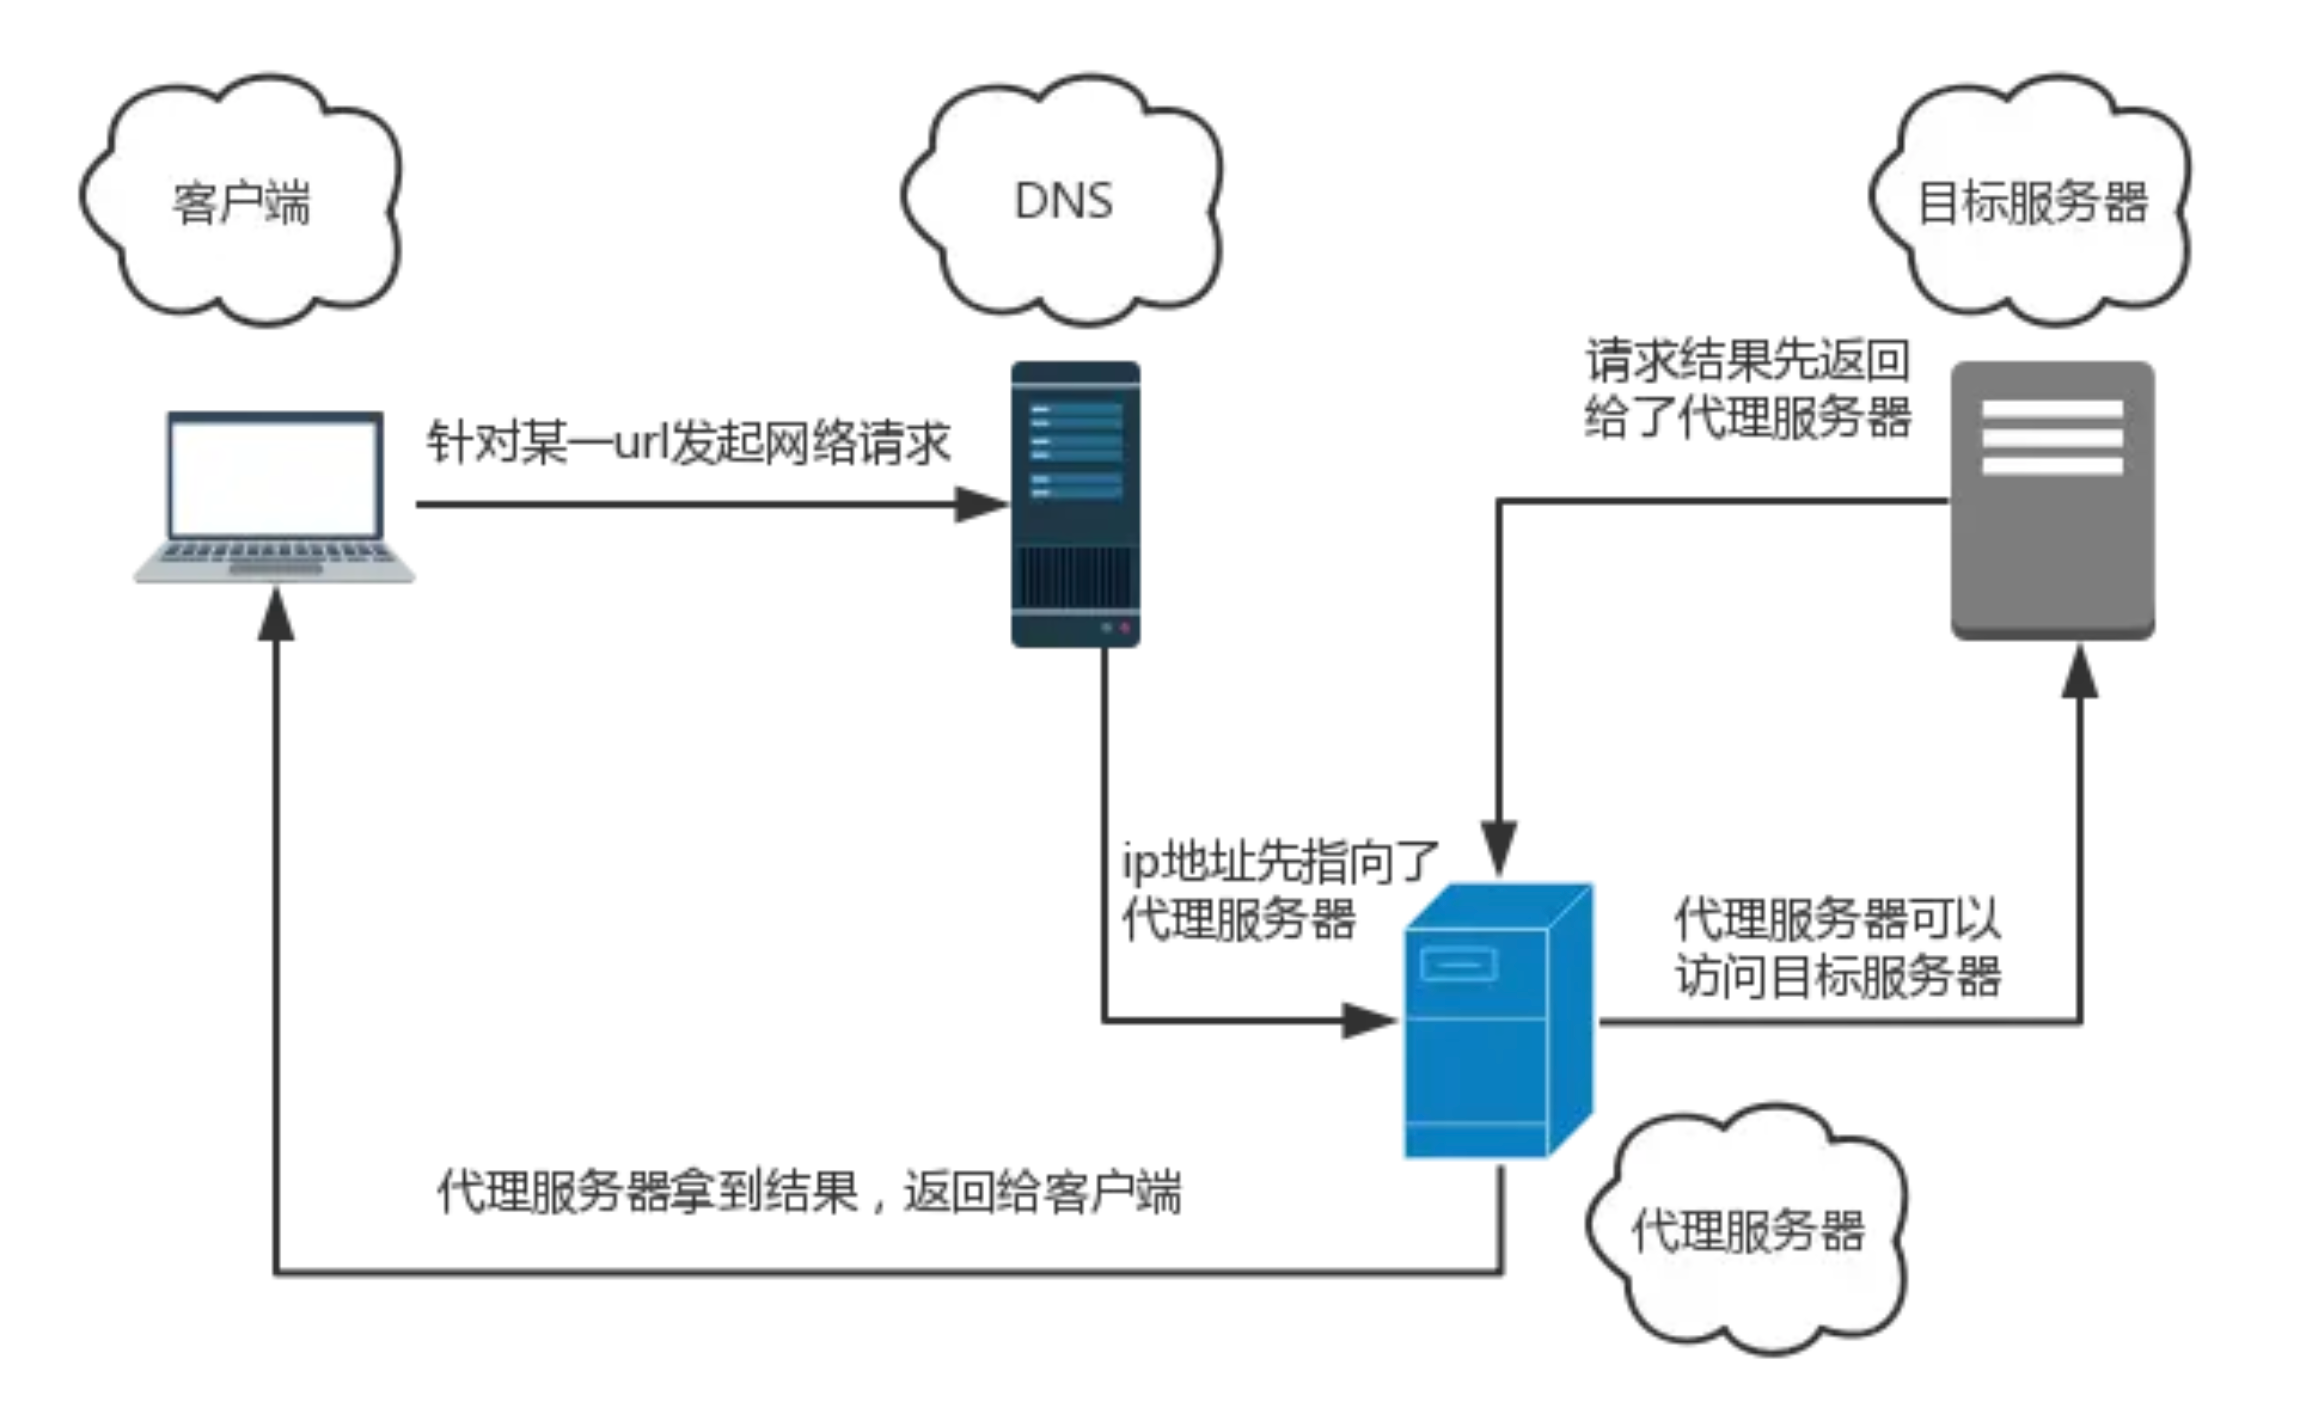 客户端
DNS
目标服务器
请求结果先返回
给了代理服务器
针对某一url发起网络请求
ip地址先指向了
代理服务器
代理服务器可以
访问目标服务器
代理服务器拿到结果，返回给客户端
代理服务器